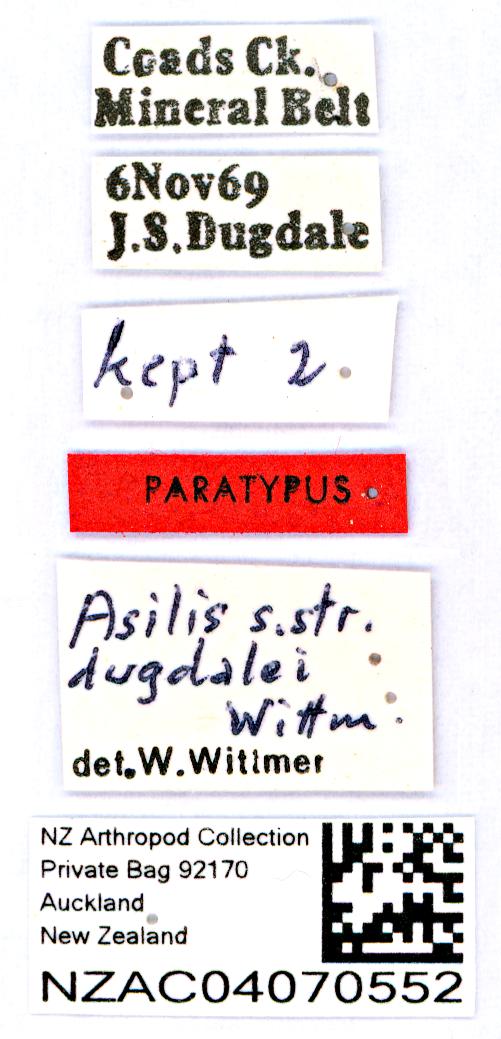 Coads Ck.
Mineral Belt
6Nov69
J.S.Dugdale
kept 2.
PARATYPUS
Asilis s.str.
dugdalei
Wittm.
det.W.Wittmer
NZ Arthropod Collection
Private Bag 92170
Auckland
New Zealand
NZAC04070552